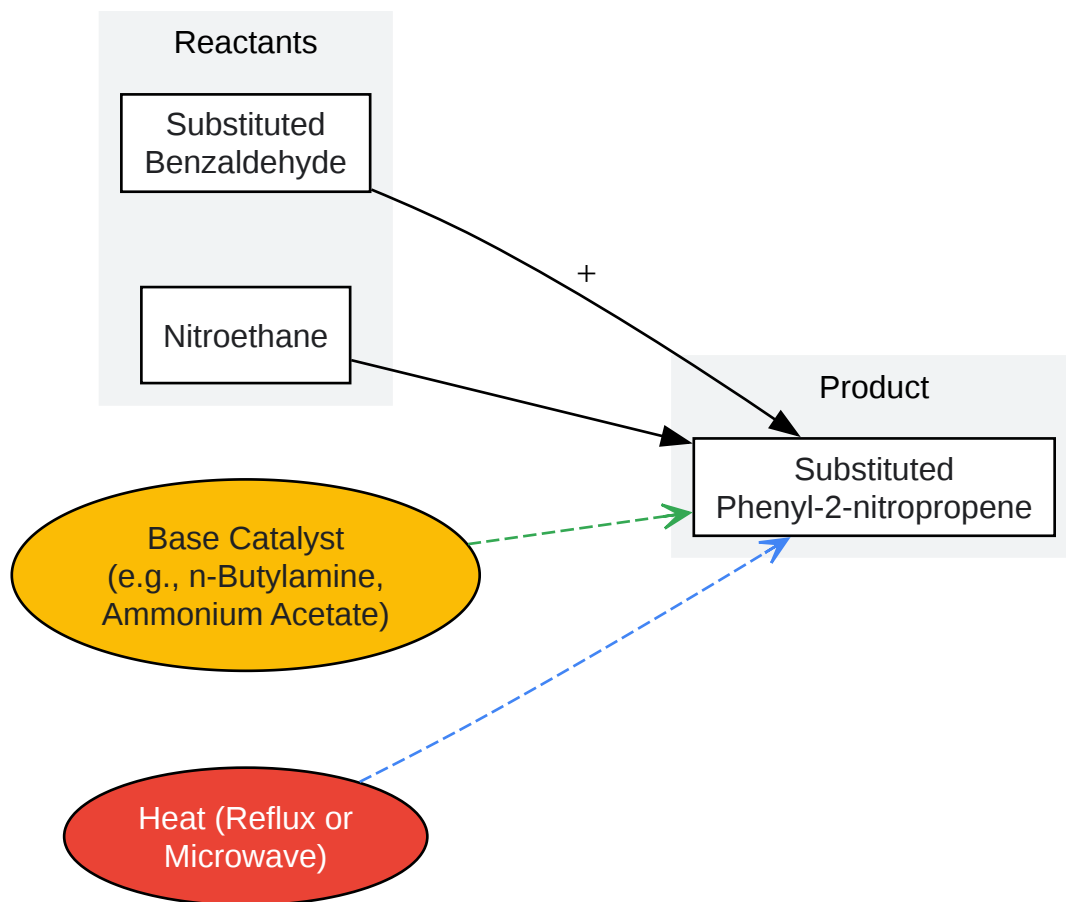 Reactants
Substituted
Benzaldehyde
+
Nitroethane
Product
Substituted
Phenyl-2-nitropropene
Base Catalyst
(e.g., n-Butylamine,
Ammonium Acetate)
Heat (Reflux or
Microwave)